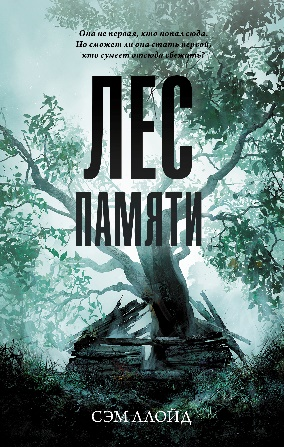 Она не первая, кто попал сюда.
Но сможет ли она стать первой,
кто сумеет отсюда сбежать?
ЛЕС
ПАМЯТИ
СЭМ ЛЛОЙД